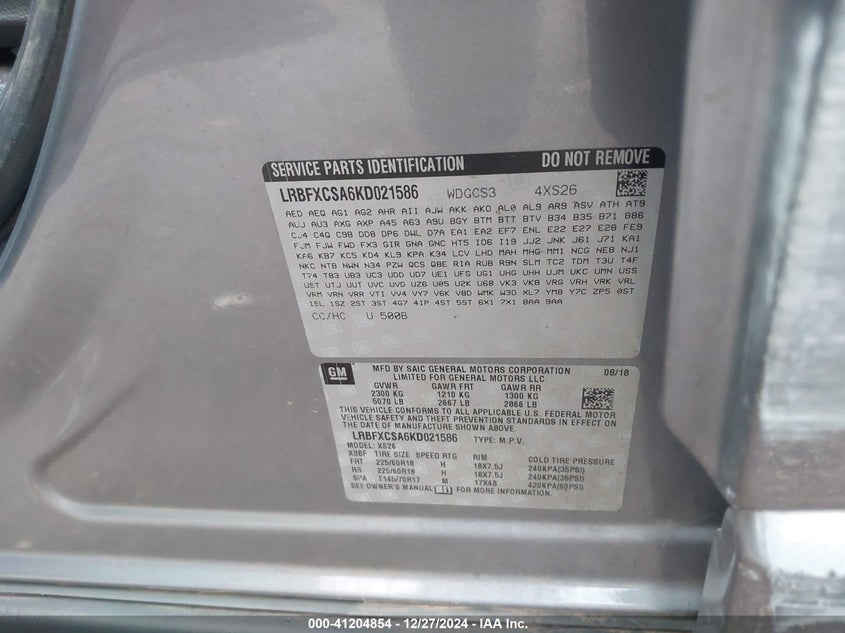 SERVICE PARTS IDENTIFICATION DO NOT REMOVE
LRBFXCSA6KD021586 WDGCS3 4XS26
AED AEQ AG1 AG2 AHR AII AJW AKK AKO AL0 AL9 AR9 ASV ATH AT9
AUJ AU3 AXG AXP A45 A63 A9U BGY BTM BTT BTV B34 B35 B71 B86
CJ4 C4Q C9B DD8 DP6 DWL D7A EA1 EA2 EF7 ENL E22 E27 E28 FE9
FJM FJW FWD FX3 GIR GNA GNC HT5 IO6 I19 JJ2 JNK J61 J71 KA1
KA6 KB7 KC5 KD4 KL9 KPA K34 LCV LHD MAH MHG MM1 NCG NE8 NJ1
NKC NTB NWN N34 PZW QCS QBE RIA RUB R9N SLM TC2 TDM T3U T4F
T74 TB3 UB3 UC3 UDD UD7 UE1 UFG UG1 UHG UHH UJM UKC UMN USS
UST UTJ UUT UVC UVD UZ6 U05 U2K U68 VK3 VKB VRG VRH VRK VRL
VRM VRN VRR VTI VV4 VY7 V6K V8D WMK W3D XL7 YM8 Y7C ZP5 0ST
1SL 1SZ 2ST 3ST 4G7 4IP 4ST 5ST 6X1 7X1 8AA 9AA
CC/HC U 500B
GM MFD BY SAIC GENERAL MOTORS CORPORATION 08/18
LIMITED FOR GENERAL MOTORS LLC
GVWR GAWR FRT GAWR RR
2300 KG 1210 KG 1300 KG
5070 LB 2667 LB 2866 LB
THIS VEHICLE CONFORMS TO ALL APPLICABLE U.S. FEDERAL MOTOR
VEHICLE SAFETY AND THEFT PREVENTION STANDARDS IN EFFECT ON
THE DATE OF MANUFACTURE SHOWN ABOVE.
LRBFXCSA6KD021586 TYPE: M.P.V.
MODEL: XS26
XBBF TIRE SIZE SPEED RTG RIM COLD TIRE PRESSURE
FRT 225/60R18 H 18X7.5J 240KPA(35PSI)
RR 225/60R18 H 18X7.5J 240KPA(35PSI)
SPA T145/70R17 M 17X4B 420KPA(60PSI)
SEE OWNER'S MANUAL FOR MORE INFORMATION.
000-41204854 - 12/27/2024 - IAA Inc.